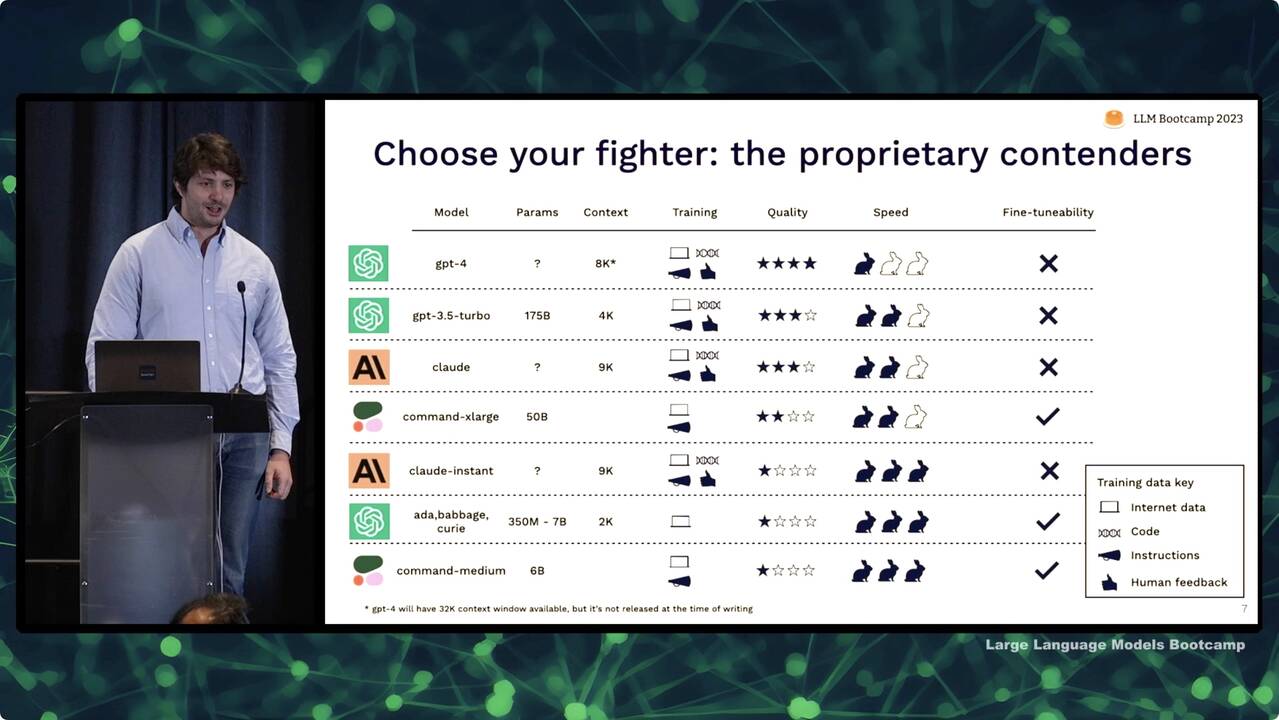 LLM Bootcamp 2023
Choose your fighter: the proprietary contenders
Model Params Context Training Quality Speed Fine-tuneability
gpt-4 ? 8K*
gpt-3.5-turbo 175B 4K
claude ? 9K
command-xlarge 50B
claude-instant ? 9K
ada,babbage,
curie 350M - 7B 2K
command-medium 6B
Training data key
Internet data
Code
Instructions
Human feedback
* gpt-4 will have 32K context window available, but it's not released at the time of writing
7
Large Language Models Bootcamp